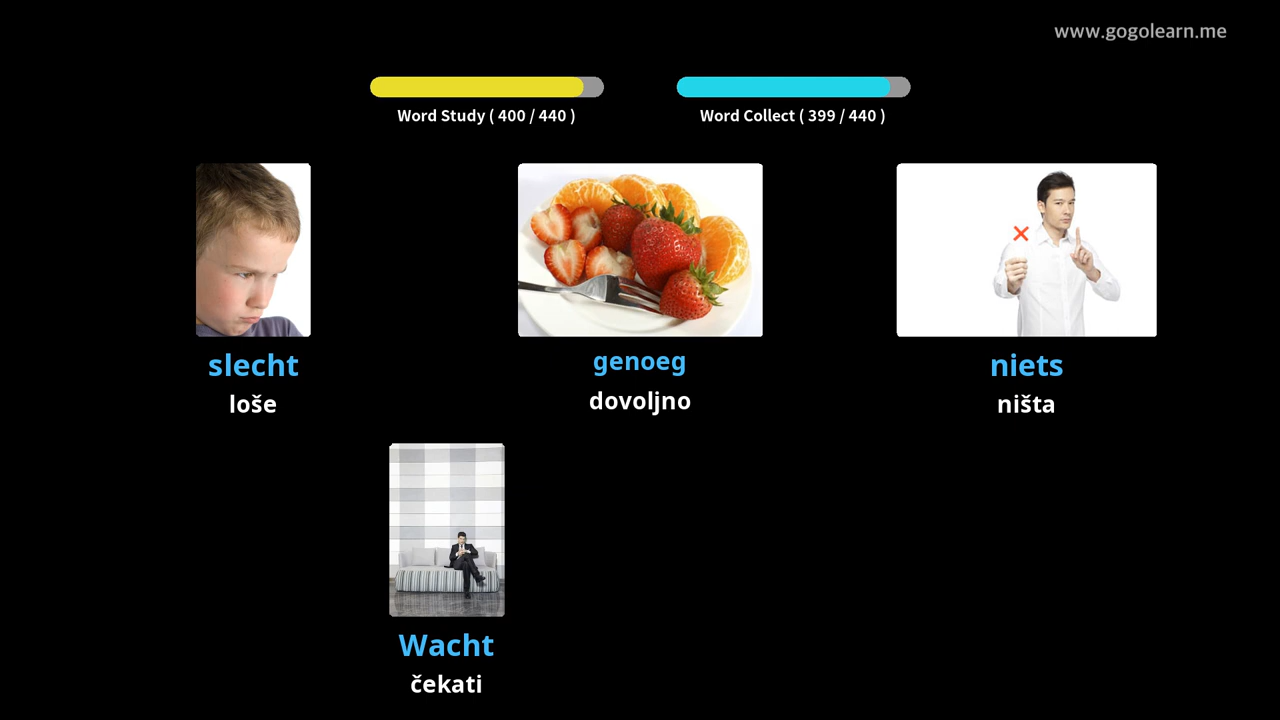 www.gogolearn.me
Word Study ( 400 / 440 )
Word Collect ( 399 / 440 )
slecht
loše
genoeg
dovoljno
niets
ništa
Wacht
čekati